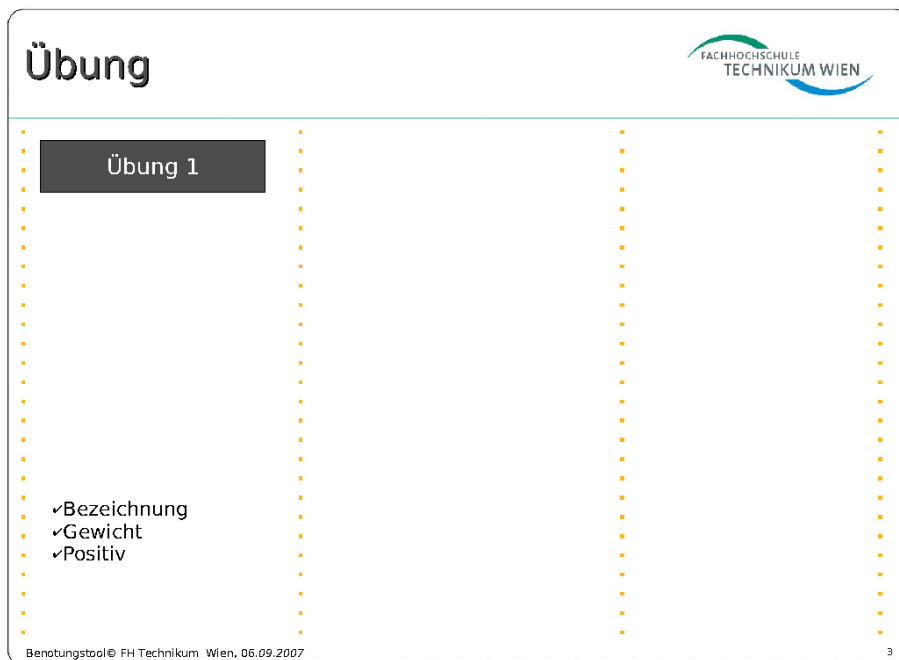 Übung
FACHHOCHSCHULE
TECHNIKUM WIEN
Übung 1
✓Bezeichnung
✓Gewicht
✓Positiv
Benotungstool© FH Technikum Wien, 06.09.2007
3